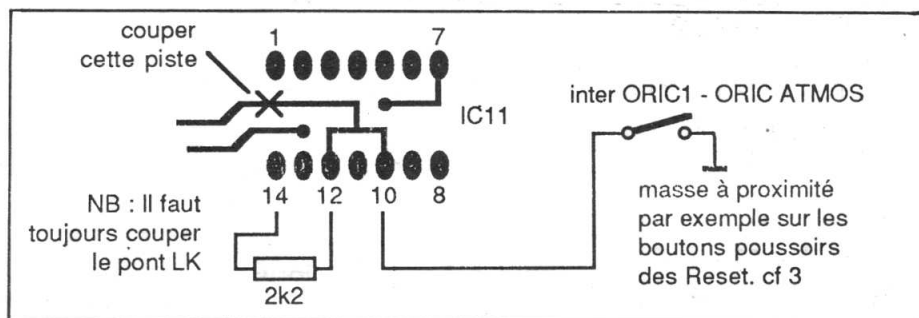 couper
cette piste
1
7
IC11
inter ORIC1 - ORIC ATMOS
14
12
10
8
NB : Il faut
toujours couper
le pont LK
2k2
masse à proximité
par exemple sur les
boutons poussoirs
des Reset. cf 3